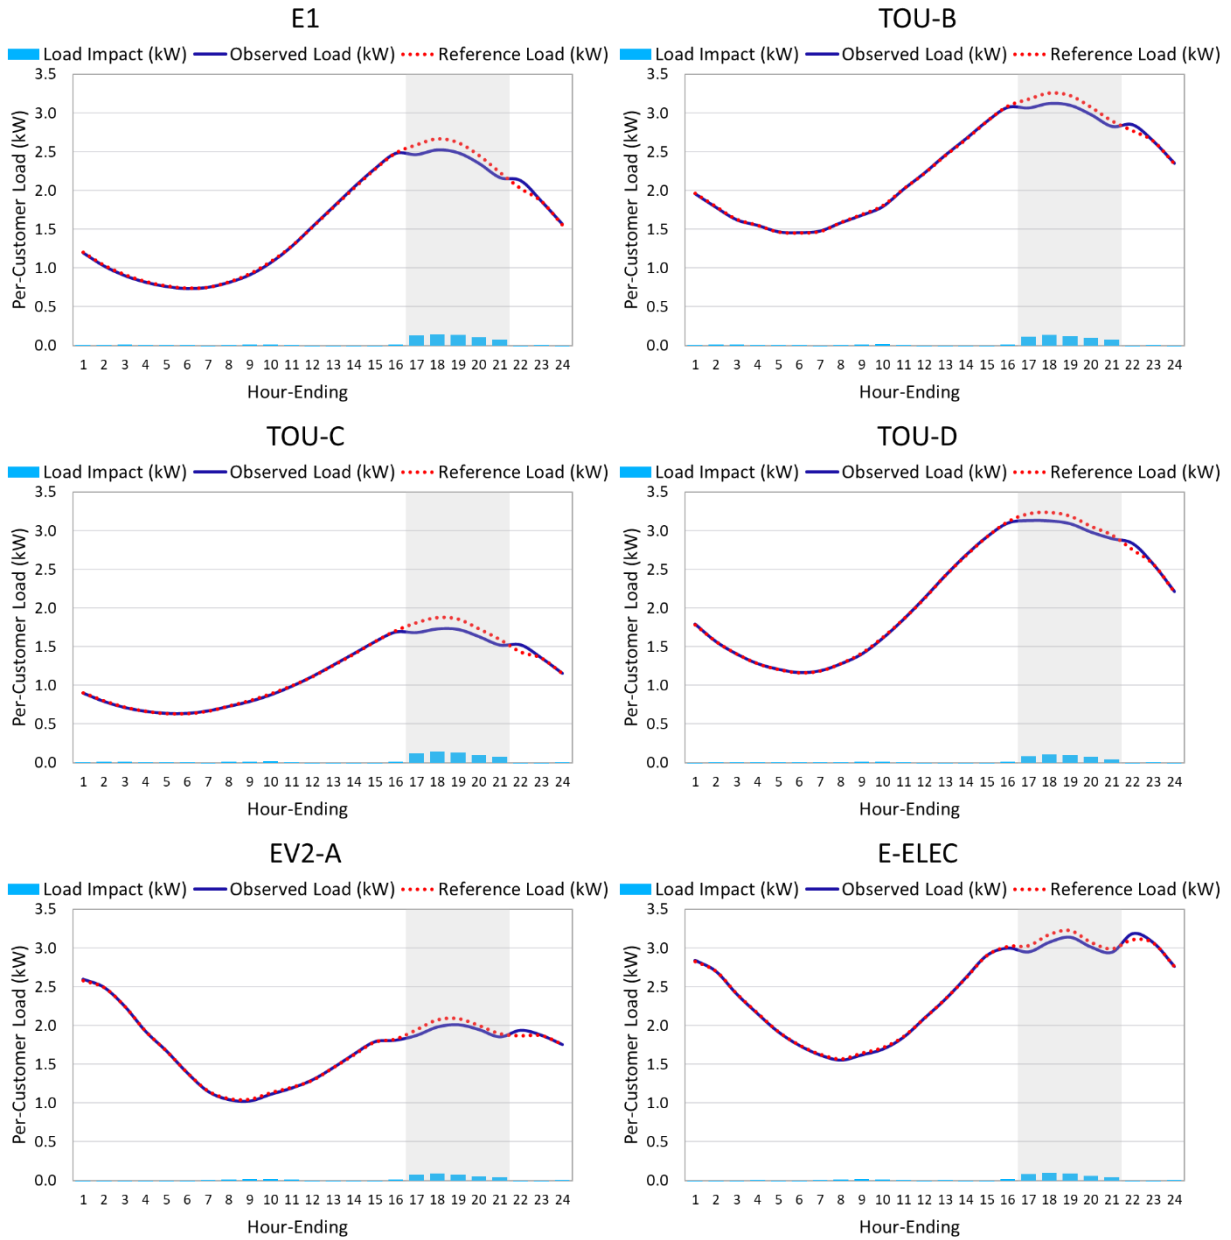 E1
Load Impact (kW) Observed Load (kW) Reference Load (kW)
Per-Customer Load (kW)
3.5
3.0
2.5
2.0
1.5
1.0
0.5
0.0
1 2 3 4 5 6 7 8 9 10 11 12 13 14 15 16 17 18 19 20 21 22 23 24
Hour-Ending
TOU-B
Load Impact (kW) Observed Load (kW) Reference Load (kW)
Per-Customer Load (kW)
3.5
3.0
2.5
2.0
1.5
1.0
0.5
0.0
1 2 3 4 5 6 7 8 9 10 11 12 13 14 15 16 17 18 19 20 21 22 23 24
Hour-Ending
TOU-C
Load Impact (kW) Observed Load (kW) Reference Load (kW)
Per-Customer Load (kW)
3.5
3.0
2.5
2.0
1.5
1.0
0.5
0.0
1 2 3 4 5 6 7 8 9 10 11 12 13 14 15 16 17 18 19 20 21 22 23 24
Hour-Ending
TOU-D
Load Impact (kW) Observed Load (kW) Reference Load (kW)
Per-Customer Load (kW)
3.5
3.0
2.5
2.0
1.5
1.0
0.5
0.0
1 2 3 4 5 6 7 8 9 10 11 12 13 14 15 16 17 18 19 20 21 22 23 24
Hour-Ending
EV2-A
Load Impact (kW) Observed Load (kW) Reference Load (kW)
Per-Customer Load (kW)
3.5
3.0
2.5
2.0
1.5
1.0
0.5
0.0
1 2 3 4 5 6 7 8 9 10 11 12 13 14 15 16 17 18 19 20 21 22 23 24
Hour-Ending
E-ELEC
Load Impact (kW) Observed Load (kW) Reference Load (kW)
Per-Customer Load (kW)
3.5
3.0
2.5
2.0
1.5
1.0
0.5
0.0
1 2 3 4 5 6 7 8 9 10 11 12 13 14 15 16 17 18 19 20 21 22 23 24
Hour-Ending